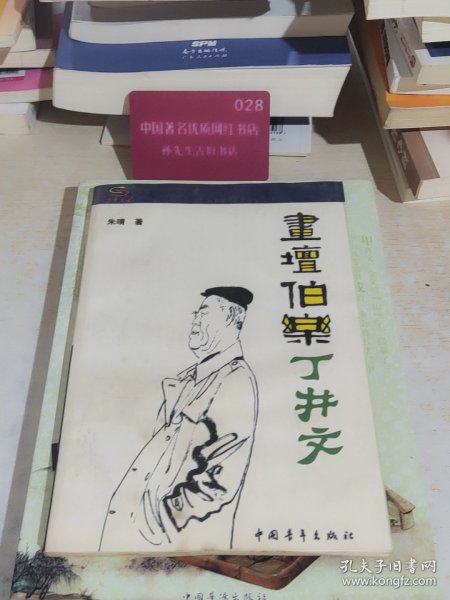 SPM
028
中国著名优质网红书店
孙先生古旧书店
朱晴 著
畫壇伯樂丁井文
中国青年出版社
孔夫子旧书网
www.kongfz.com